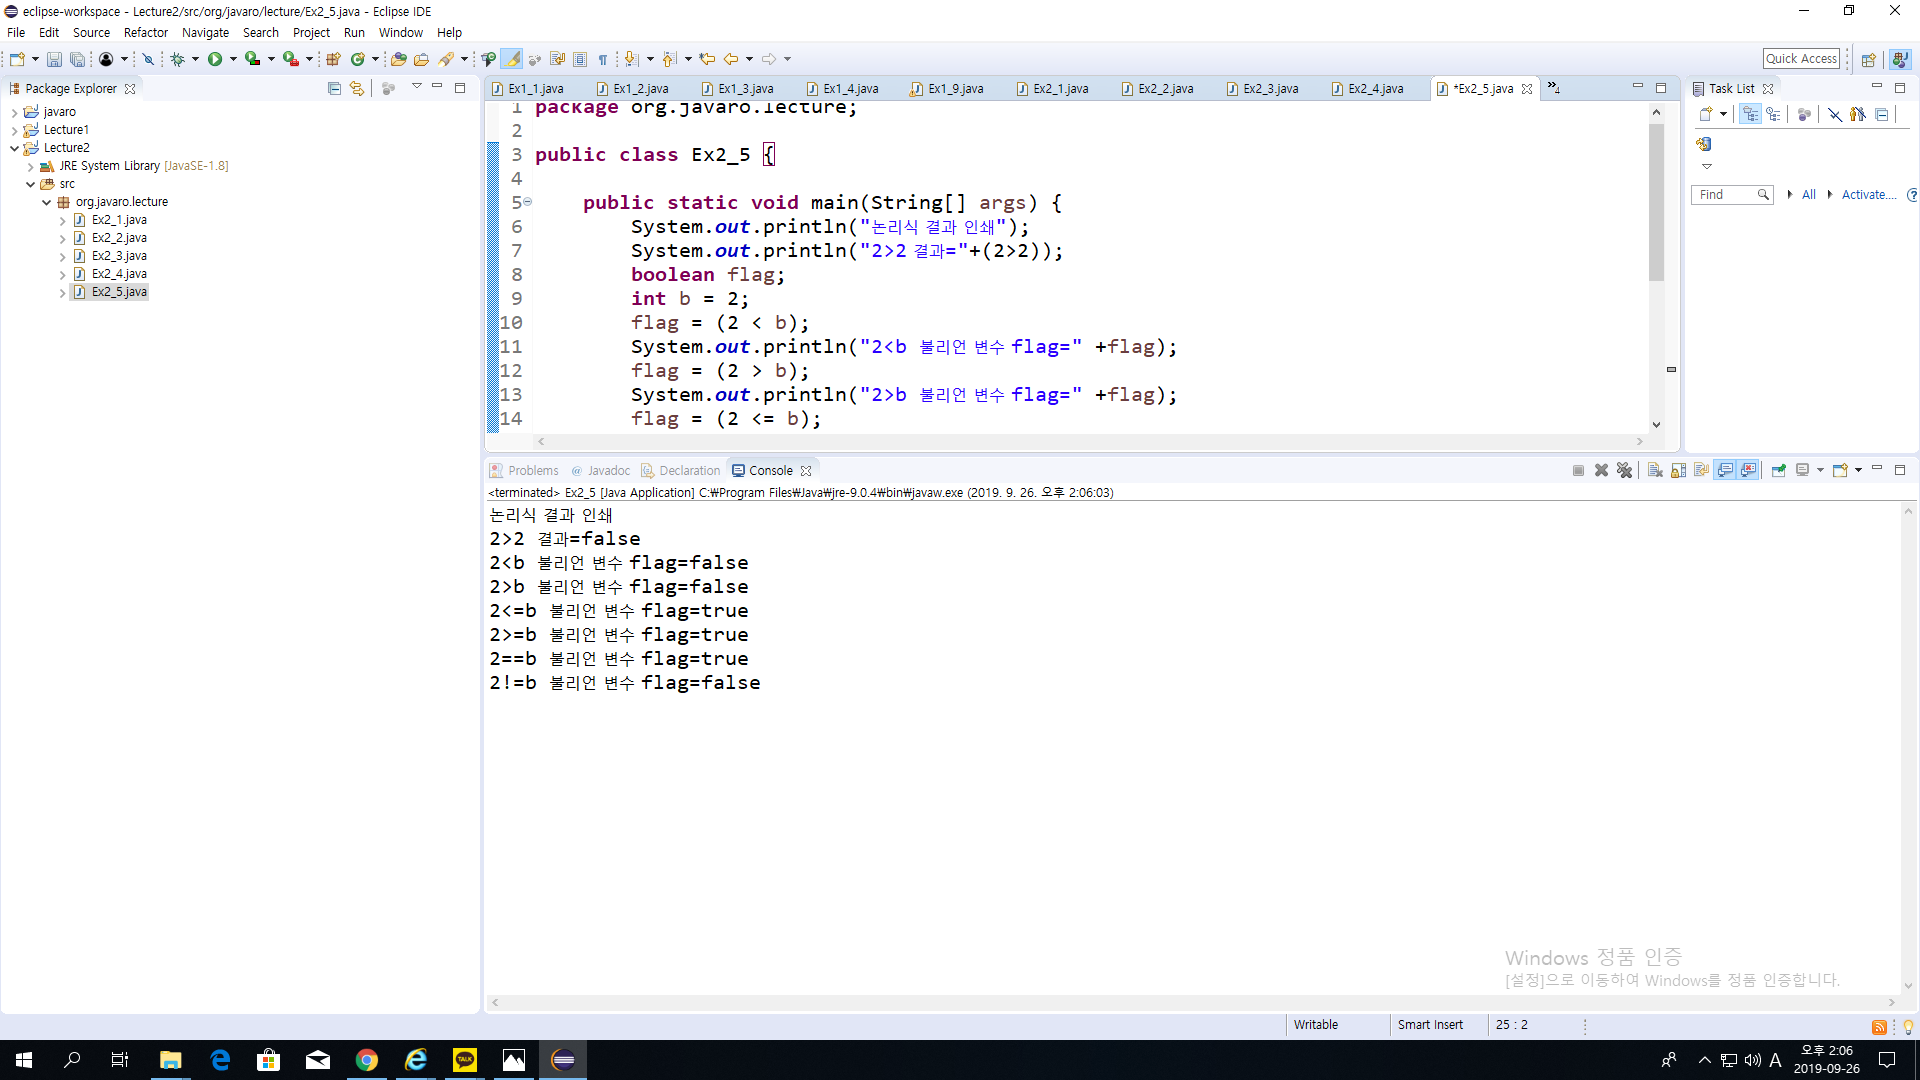 eclipse-workspace - Lecture2/src/org/javaro/lecture/Ex2_5.java - Eclipse IDE
File Edit Source Refactor Navigate Search Project Run Window Help
Quick Access
Package Explorer
javaro
Lecture1
Lecture2
JRE System Library [JavaSE-1.8]
src
org.javaro.lecture
Ex2_1.java
Ex2_2.java
Ex2_3.java
Ex2_4.java
Ex2_5.java
Ex1_1.java Ex1_2.java Ex1_3.java Ex1_4.java Ex1_9.java Ex2_1.java Ex2_2.java Ex2_3.java Ex2_4.java *Ex2_5.java »4
1 package org.javaro.lecture;
2
3 public class Ex2_5 {
4
5 public static void main(String[] args) {
6 System.out.println("논리식 결과 인쇄");
7 System.out.println("2>2 결과="+(2>2));
8 boolean flag;
9 int b = 2;
10 flag = (2 < b);
11 System.out.println("2<b 불리언 변수 flag=" +flag);
12 flag = (2 > b);
13 System.out.println("2>b 불리언 변수 flag=" +flag);
14 flag = (2 <= b);
Task List
Find All Activate...
Problems @ Javadoc Declaration Console
<terminated> Ex2_5 [Java Application] C:₩Program Files₩Java₩jre-9.0.4₩bin₩javaw.exe (2019. 9. 26. 오후 2:06:03)
논리식 결과 인쇄
2>2 결과=false
2<b 불리언 변수 flag=false
2>b 불리언 변수 flag=false
2<=b 불리언 변수 flag=true
2>=b 불리언 변수 flag=true
2==b 불리언 변수 flag=true
2!=b 불리언 변수 flag=false
Windows 정품 인증
[설정]으로 이동하여 Windows를 정품 인증합니다.
Writable Smart Insert 25 : 2
TALK
A
오후 2:06
2019-09-26